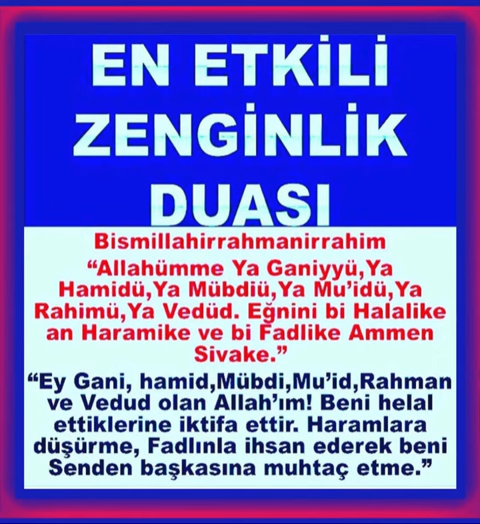 EN ETKİLİ
ZENGİNLİK
DUASI
Bismillahirrahmanirrahim
“Allahümme Ya Ganiyyü,Ya
Hamidü,Ya Mübdiü,Ya Mu’idü,Ya
Rahimü,Ya Vedüd. Eğnini bi Halalike
an Haramike ve bi Fadlike Ammen
Sivake.”
“Ey Gani, hamid,Mübdi,Mu’id,Rahman
ve Vedud olan Allah’ım! Beni helal
ettiklerine iktifa ettir. Haramlara
düşürme, Fadlınla ihsan ederek beni
Senden başkasına muhtaç etme.”